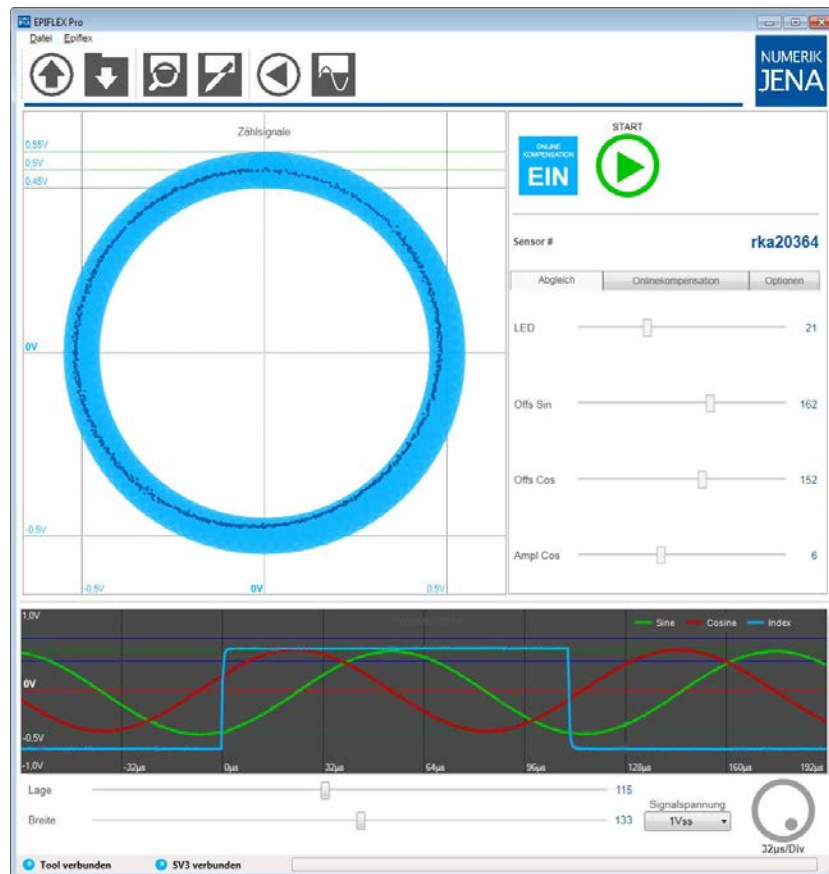 EPIFLEX Pro
Datei Epiflex
NUMERIK
JENA
Zählsignale
0,55V
0,5V
0,45V
0V
-0,5V
-0,5V 0V 0,5V
ONLINE
KOMPENSATION
EIN
START
Sensor # rka20364
Abgleich Onlinekompensation Optionen
LED 21
Offs Sin 162
Offs Cos 152
Ampl Cos 6
1,0V
Sine Cosine Index
0V
-0,5V
-1,0V -32µs 0µs 32µs 64µs 96µs 128µs 160µs 192µs
Lage 115
Breite 133
Signalspannung
1Vss
32µs/Div
Tool verbunden SV3 verbunden